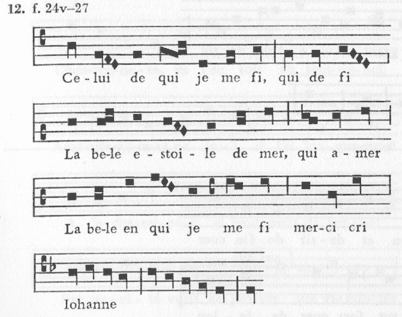 12. f. 24v–27
Ce - lui de qui je me fi, qui de fi
La be-le e - stoi - le de mer, qui a - mer
La be-le en qui je me fi mer-ci cri
Iohanne